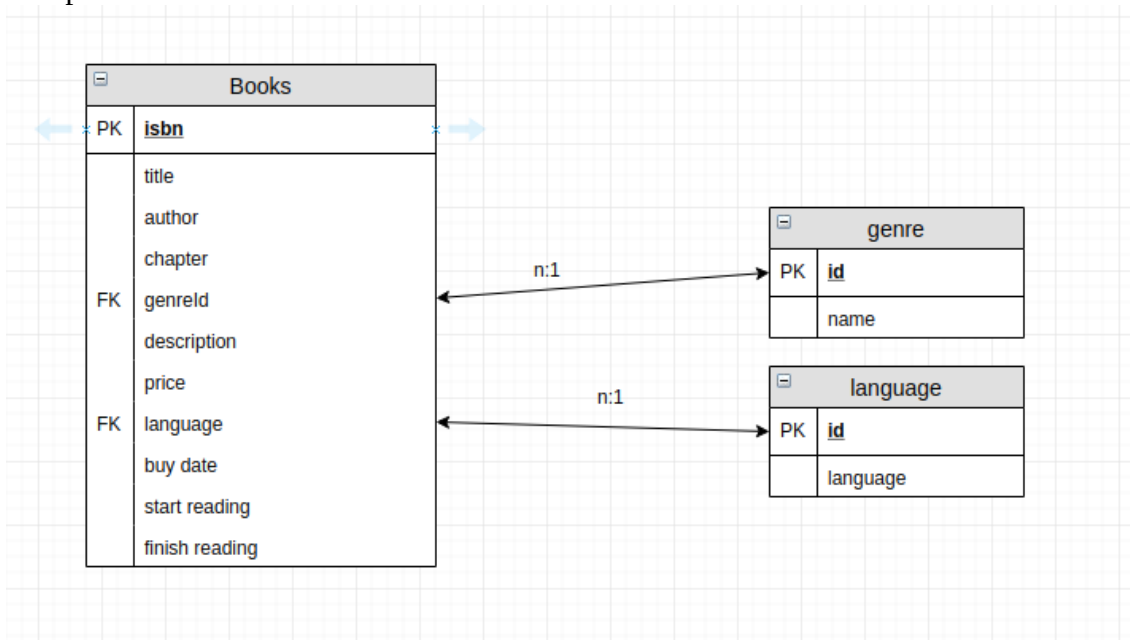 Books
PK isbn
title
author
chapter
FK genreId
description
price
FK language
buy date
start reading
finish reading
n:1
n:1
genre
PK id
name
language
PK id
language